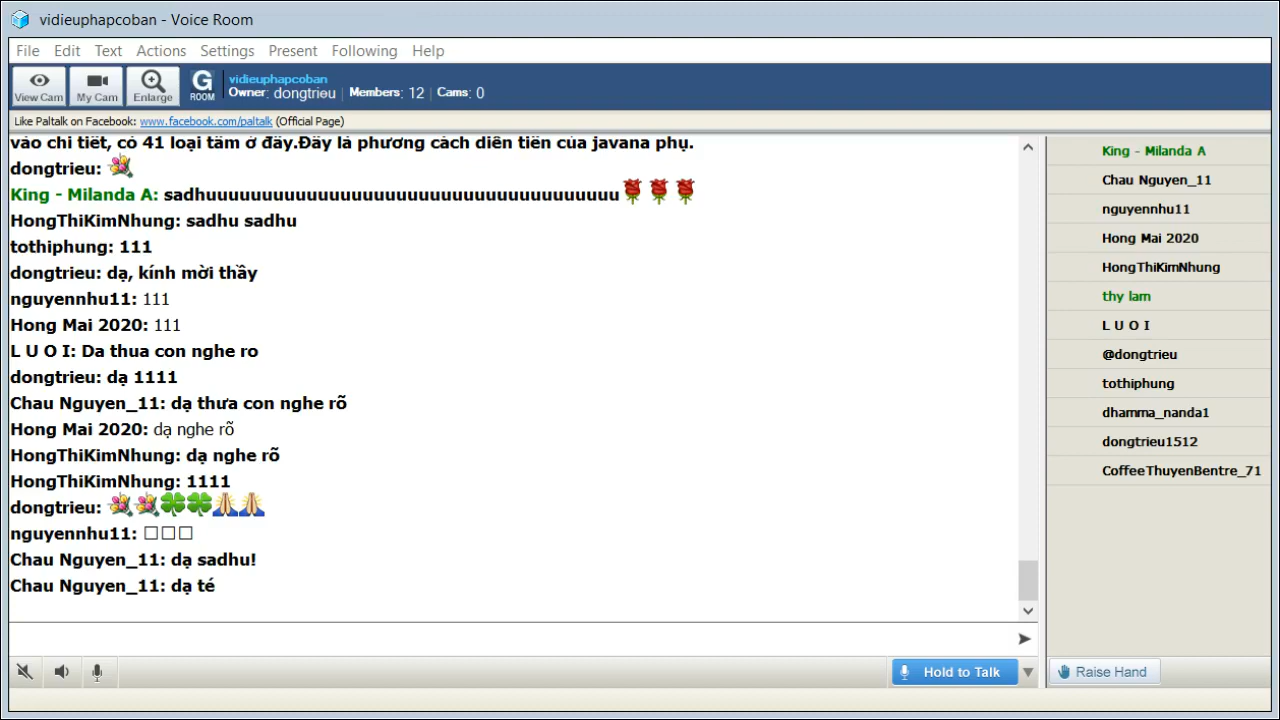 vidieuphapcoban - Voice Room
File Edit Text Actions Settings Present Following Help
View Cam My Cam Enlarge G ROOM vidieuphapcoban
Owner: dongtrieu | Members: 12 | Cams: 0
Like Paltalk on Facebook: www.facebook.com/paltalk (Official Page)
vào chi tiết, có 41 loại tâm ở đây.Đây là phương cách diễn tiến của javana phụ.
dongtrieu:
King - Milanda A: sadhuuuuuuuuuuuuuuuuuuuuuuuuuuuuuuuuuuuuu
HongThiKimNhung: sadhu sadhu
tothiphung: 111
dongtrieu: dạ, kính mời thầy
nguyennhu11: 111
Hong Mai 2020: 111
L U O I: Da thua con nghe ro
dongtrieu: dạ 1111
Chau Nguyen_11: dạ thưa con nghe rõ
Hong Mai 2020: dạ nghe rõ
HongThiKimNhung: dạ nghe rõ
HongThiKimNhung: 1111
dongtrieu:
nguyennhu11: □□□
Chau Nguyen_11: dạ sadhu!
Chau Nguyen_11: dạ té
King - Milanda A
Chau Nguyen_11
nguyennhu11
Hong Mai 2020
HongThiKimNhung
thy lam
L U O I
@dongtrieu
tothiphung
dhamma_nanda1
dongtrieu1512
CoffeeThuyenBentre_71
Hold to Talk
Raise Hand